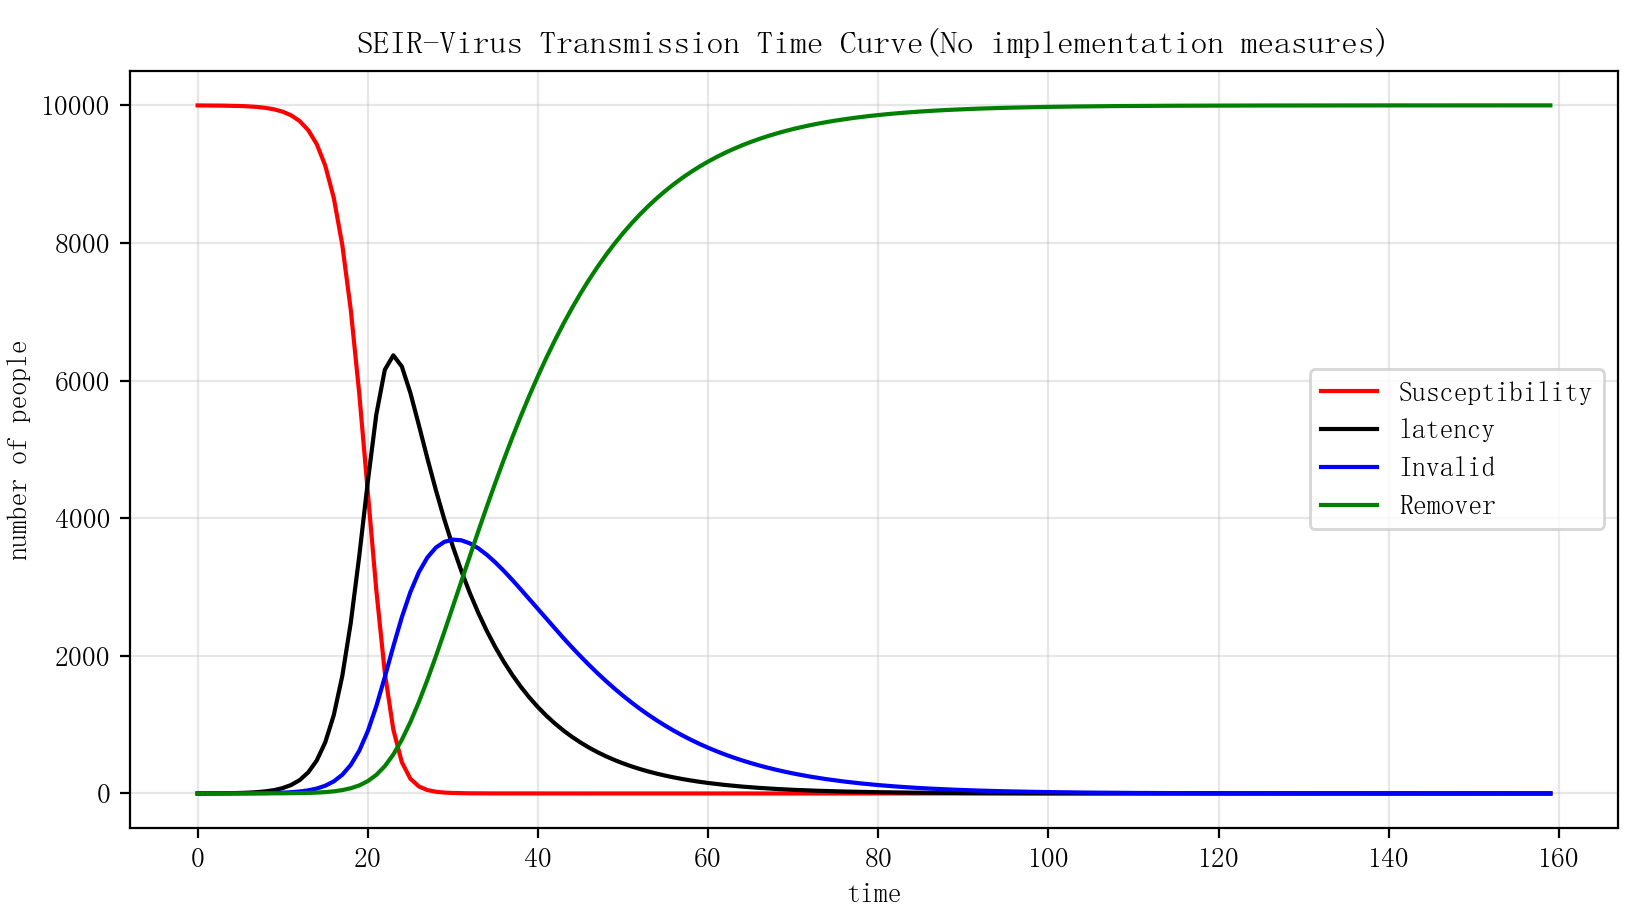 SEIR-Virus Transmission Time Curve(No implementation measures)
number of people
10000
8000
6000
4000
2000
0
Susceptibility
latency
Invalid
Remover
0 20 40 60 80 100 120 140 160
time